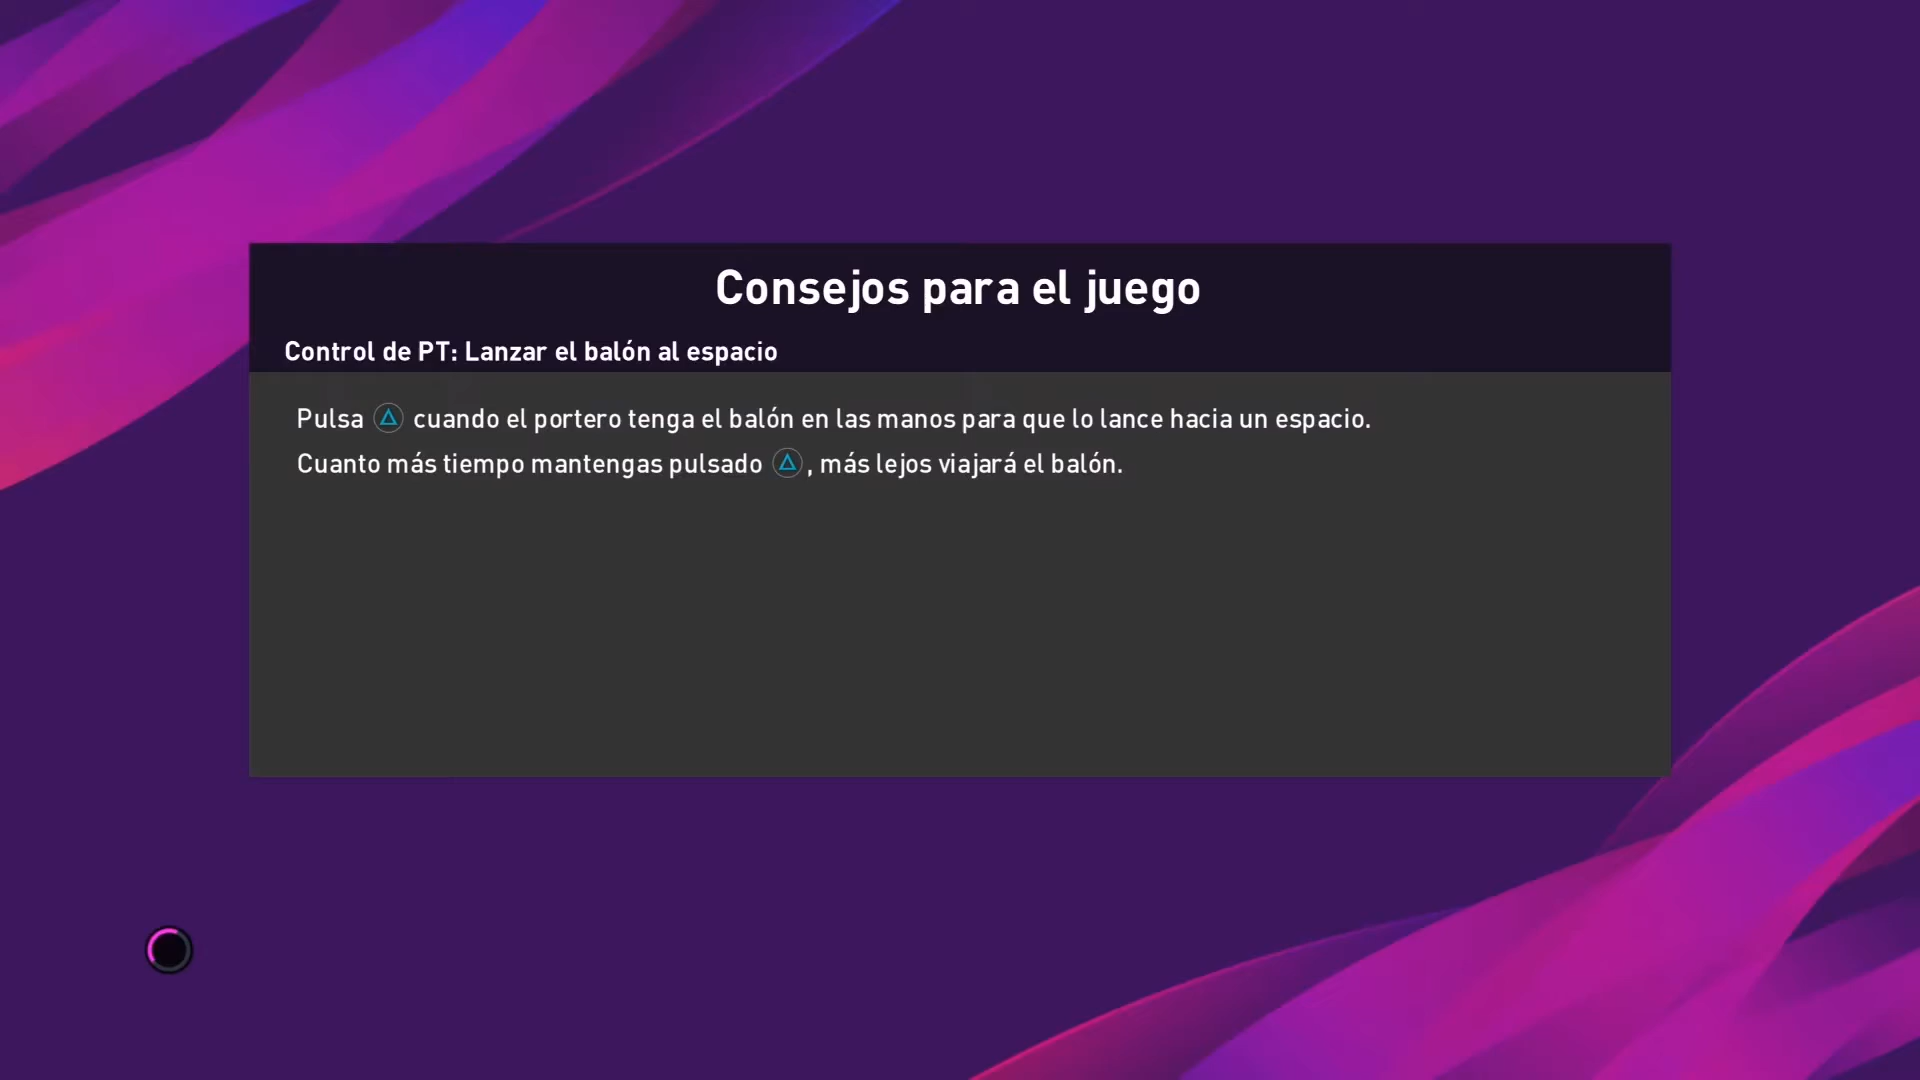 Consejos para el juego
Control de PT: Lanzar el balón al espacio
Pulsa △ cuando el portero tenga el balón en las manos para que lo lance hacia un espacio.
Cuanto más tiempo mantengas pulsado △, más lejos viajará el balón.